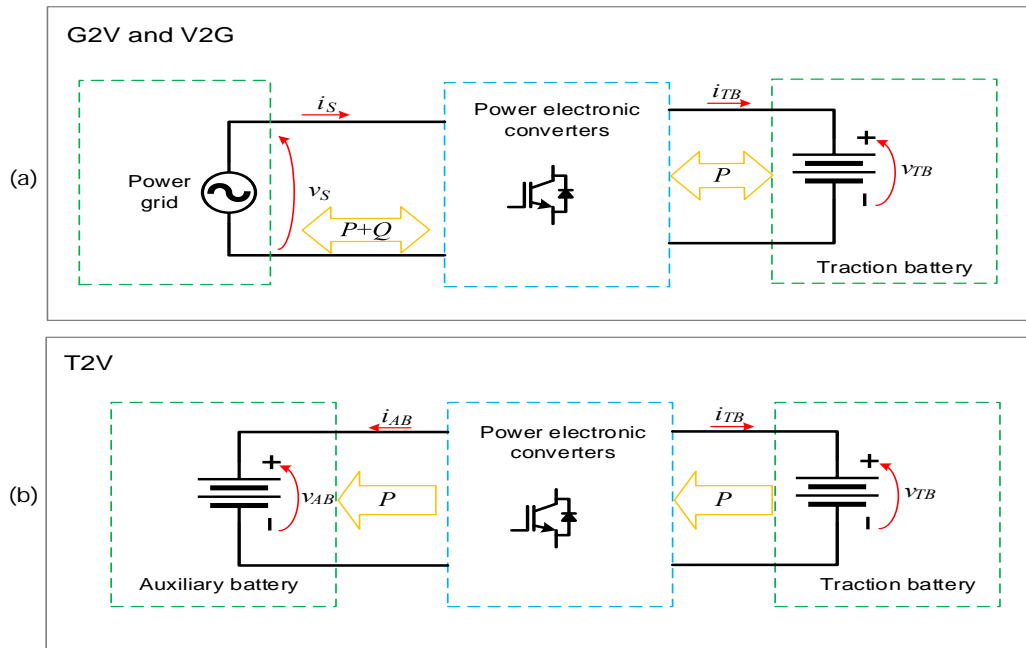 G2V and V2G
(a)
iS
Power
grid
vS
P+Q
Power electronic
converters
iTB
P
+
vTB
Traction battery
T2V
(b)
iAB
+
vAB
P
Auxiliary battery
Power electronic
converters
iTB
P
+
vTB
Traction battery